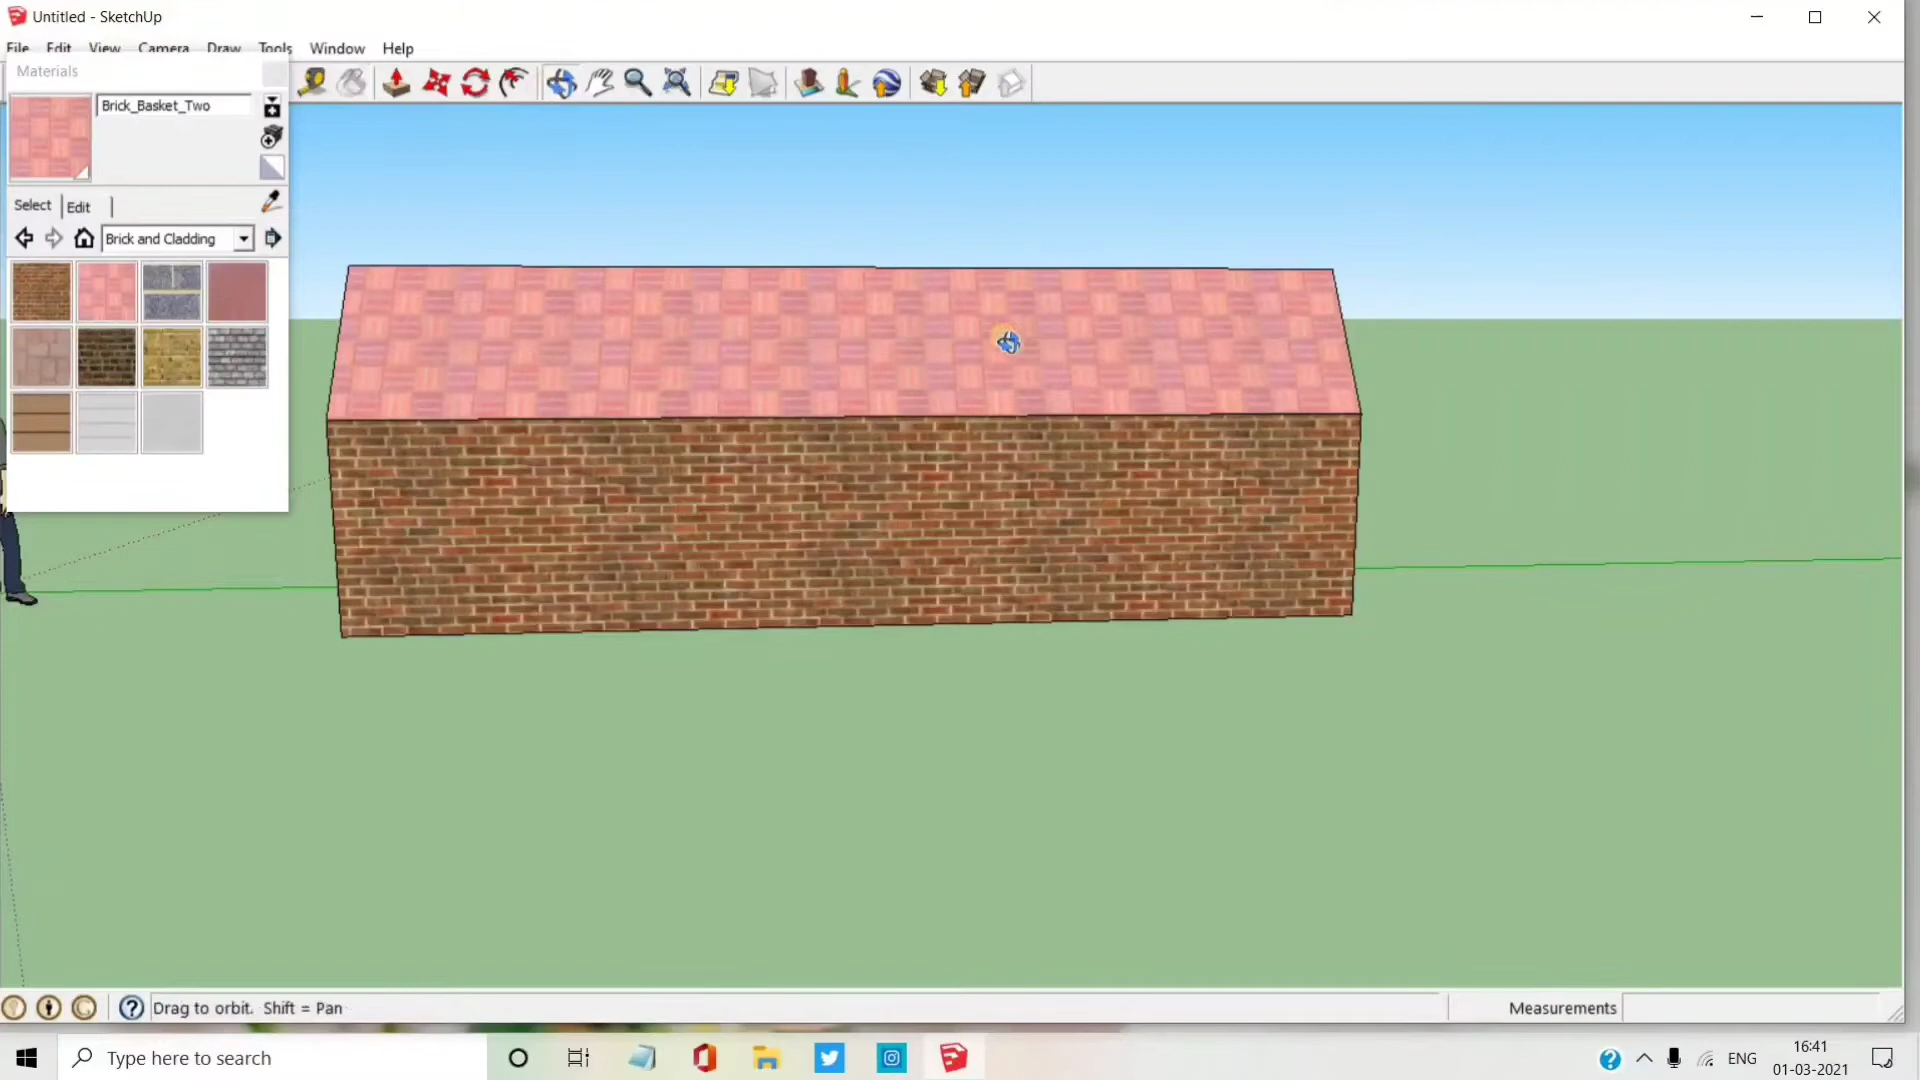 Untitled - SketchUp
File Edit View Camera Draw Tools Window Help
Materials
Brick_Basket_Two
Select Edit
Brick and Cladding
Drag to orbit. Shift = Pan
Measurements
Type here to search
ENG
16:41
01-03-2021